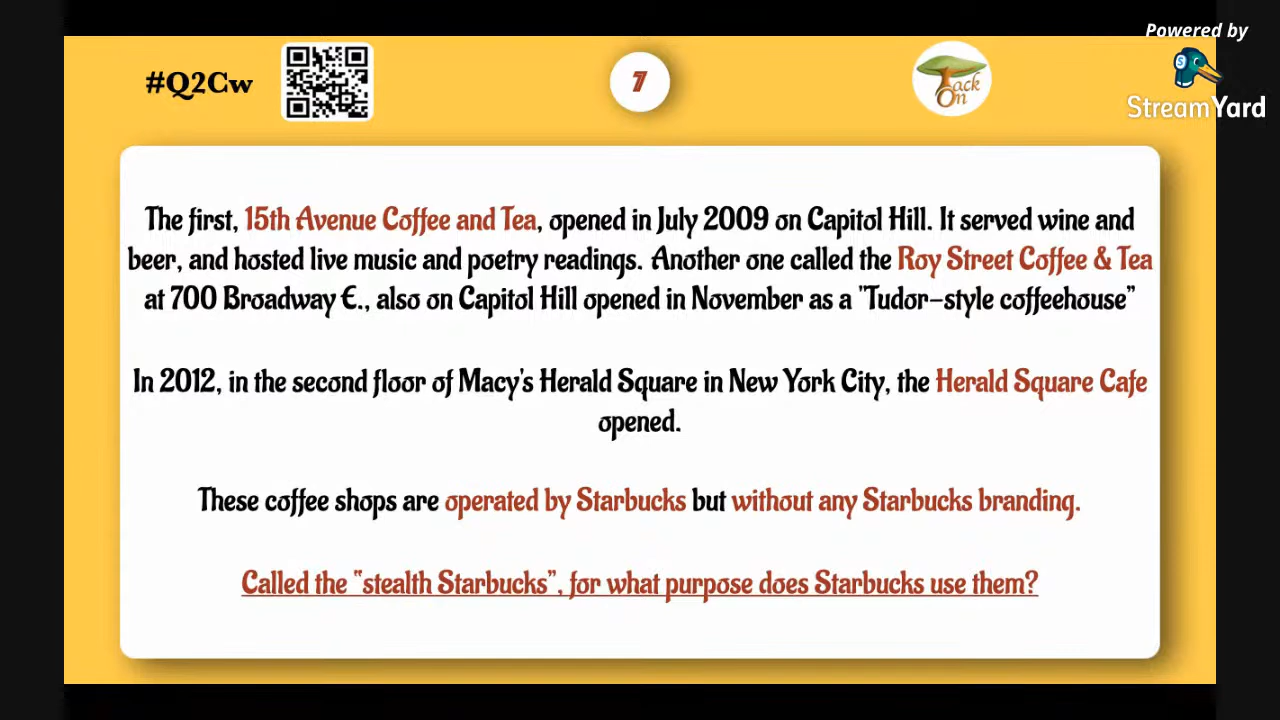 Powered by
#Q2Cw
7
Tack
On
S
StreamYard
The first, 15th Avenue Coffee and Tea, opened in July 2009 on Capitol Hill. It served wine and
beer, and hosted live music and poetry readings. Another one called the Roy Street Coffee & Tea
at 700 Broadway E., also on Capitol Hill opened in November as a "Tudor-style coffeehouse”
In 2012, in the second floor of Macy's Herald Square in New York City, the Herald Square Cafe
opened.
These coffee shops are operated by Starbucks but without any Starbucks branding.
Called the “stealth Starbucks”, for what purpose does Starbucks use them?